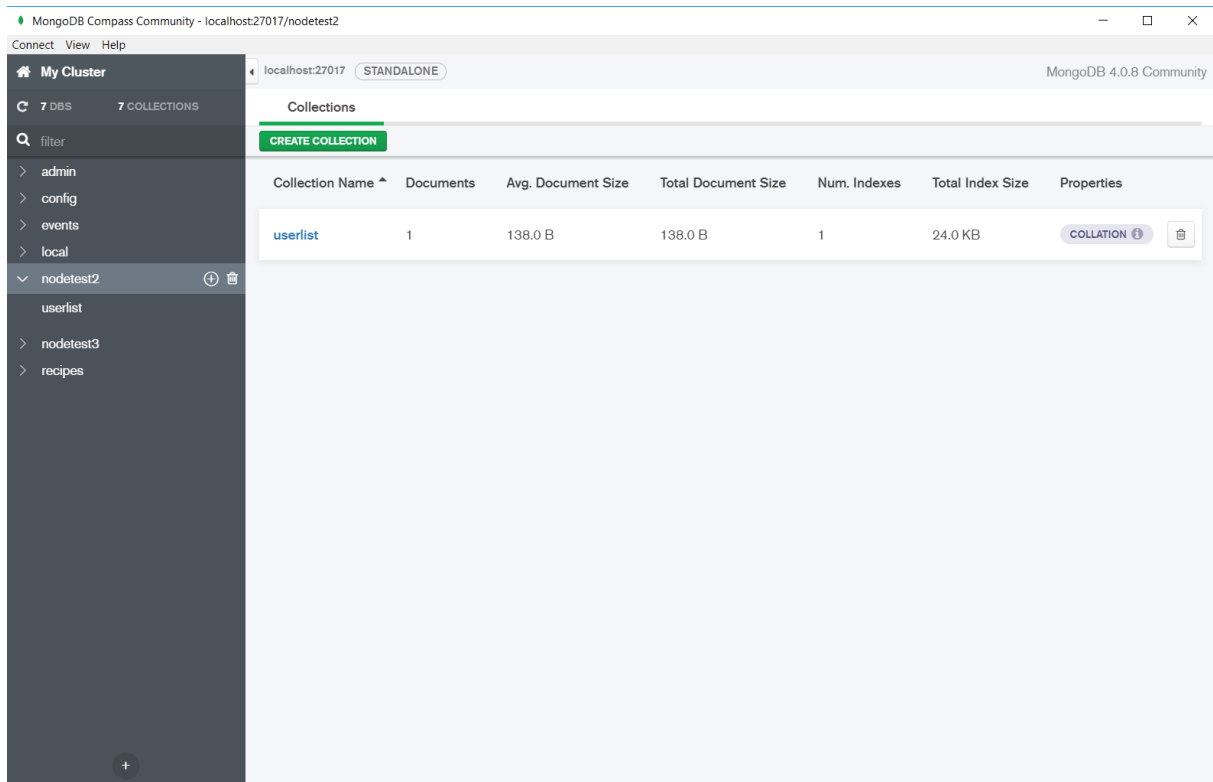 MongoDB Compass Community - localhost:27017/nodetest2
Connect View Help
My Cluster
7 DBS 7 COLLECTIONS
filter
admin
config
events
local
nodetest2
userlist
nodetest3
recipes
localhost:27017 STANDALONE MongoDB 4.0.8 Community
Collections
CREATE COLLECTION
Collection Name Documents Avg. Document Size Total Document Size Num. Indexes Total Index Size Properties
userlist 1 138.0 B 138.0 B 1 24.0 KB COLLATION